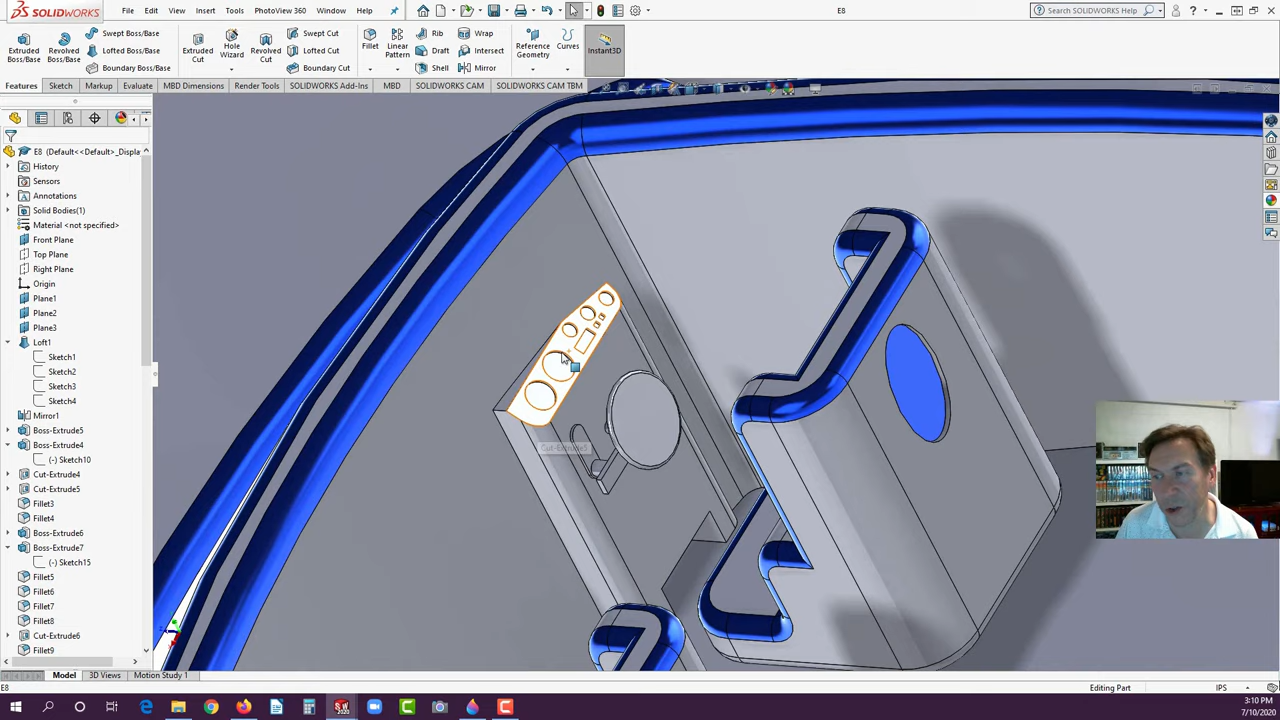 SOLIDWORKS
File Edit View Insert Tools PhotoView 360 Window Help
E8
Search SOLIDWORKS Help
Extruded Boss/Base
Revolved Boss/Base
Swept Boss/Base
Lofted Boss/Base
Boundary Boss/Base
Extruded Cut
Hole Wizard
Revolved Cut
Swept Cut
Lofted Cut
Boundary Cut
Fillet
Linear Pattern
Rib
Draft
Shell
Wrap
Intersect
Mirror
Reference Geometry
Curves
Instant3D
Features Sketch Markup Evaluate MBD Dimensions Render Tools SOLIDWORKS Add-Ins MBD SOLIDWORKS CAM SOLIDWORKS CAM TBM
E8 (Default<<Default>_Displa
History
Sensors
Annotations
Solid Bodies(1)
Material <not specified>
Front Plane
Top Plane
Right Plane
Origin
Plane1
Plane2
Plane3
Loft1
Sketch1
Sketch2
Sketch3
Sketch4
Mirror1
Boss-Extrude5
Boss-Extrude4
(-) Sketch10
Cut-Extrude4
Cut-Extrude5
Fillet3
Fillet4
Boss-Extrude6
Boss-Extrude7
(-) Sketch15
Fillet5
Fillet6
Fillet7
Fillet8
Cut-Extrude6
Fillet9
Model 3D Views Motion Study 1
E8
Editing Part
IPS
3:10 PM
7/10/2020